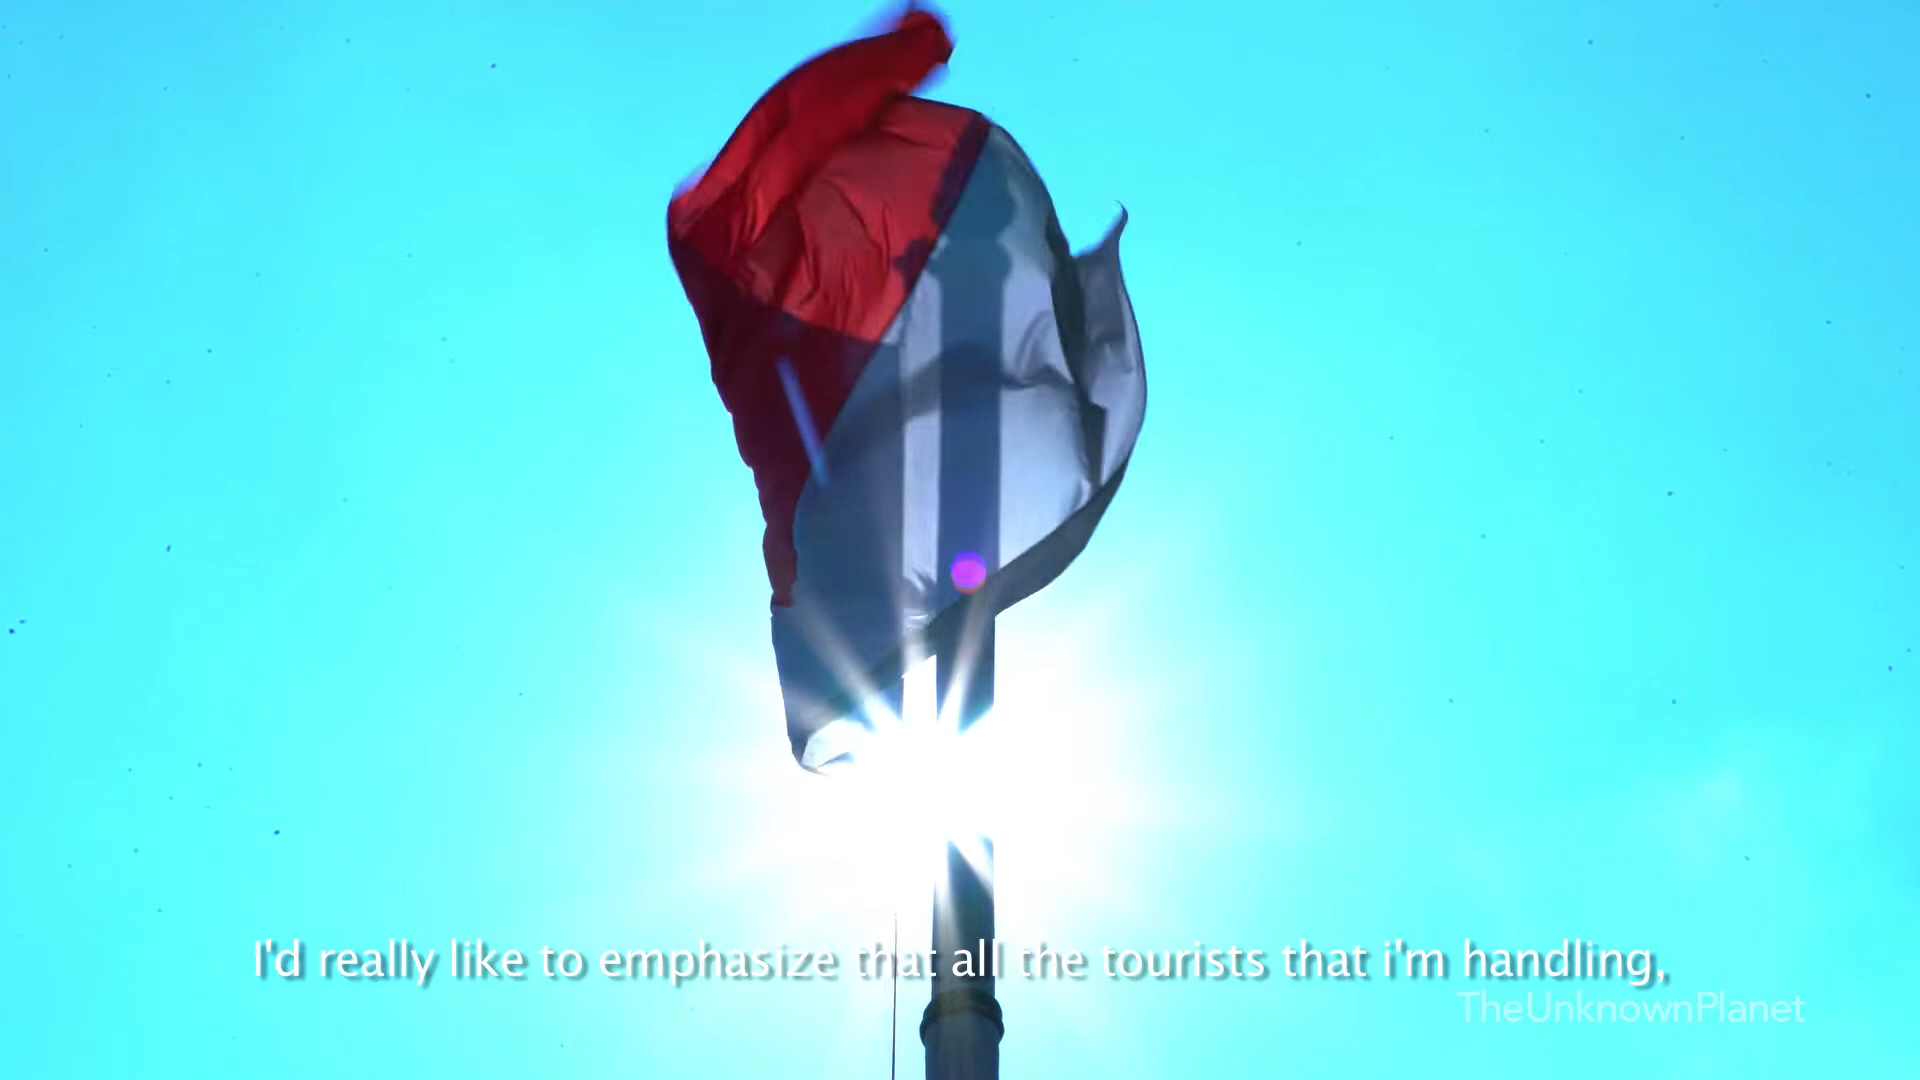 I'd really like to emphasize that all the tourists that i'm handling,
TheUnknownPlanet